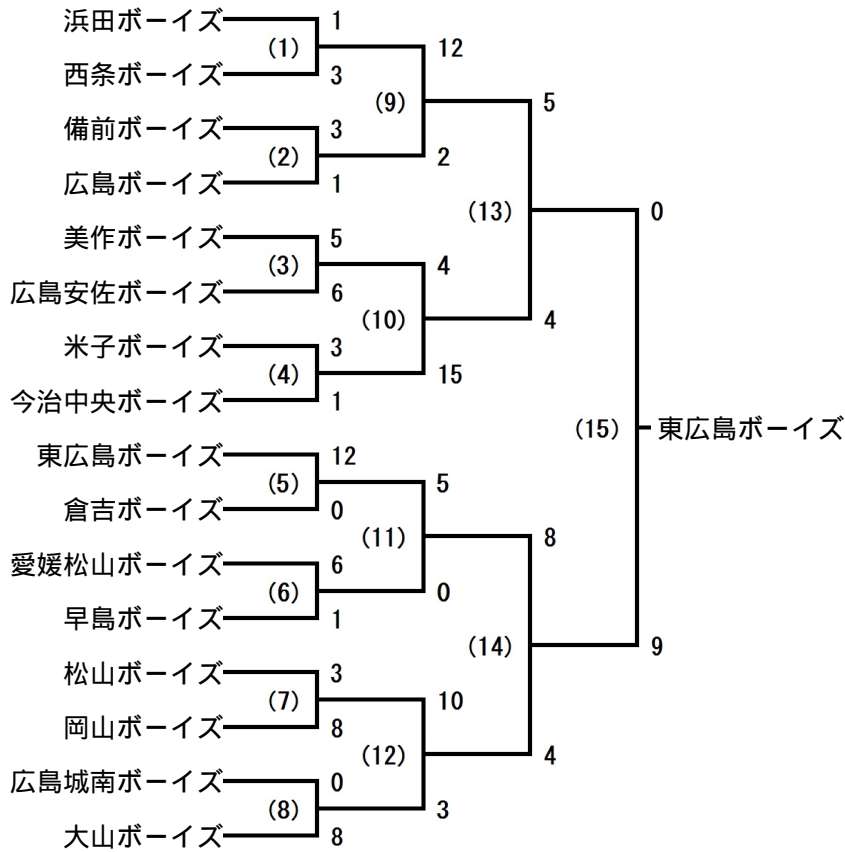 浜田ボーイズ 1
(1) 12
西条ボーイズ 3
(9) 5
備前ボーイズ 3
(2) 2
広島ボーイズ 1
(13) 0
美作ボーイズ 5
(3) 4
広島安佐ボーイズ 6
(10) 4
米子ボーイズ 3
(4) 15
今治中央ボーイズ 1
(15) 東広島ボーイズ
東広島ボーイズ 12
(5) 5
倉吉ボーイズ 0
(11) 8
愛媛松山ボーイズ 6
(6) 0
早島ボーイズ 1
(14) 9
松山ボーイズ 3
(7) 10
岡山ボーイズ 8
(12) 4
広島城南ボーイズ 0
(8) 3
大山ボーイズ 8